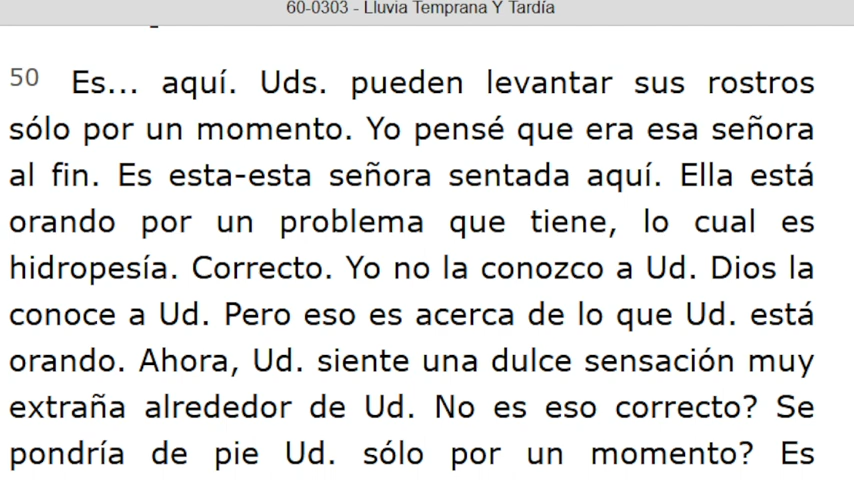 60-0303 - Lluvia Temprana Y Tardía
50 Es... aquí. Uds. pueden levantar sus rostros
sólo por un momento. Yo pensé que era esa señora
al fin. Es esta-esta señora sentada aquí. Ella está
orando por un problema que tiene, lo cual es
hidropesía. Correcto. Yo no la conozco a Ud. Dios la
conoce a Ud. Pero eso es acerca de lo que Ud. está
orando. Ahora, Ud. siente una dulce sensación muy
extraña alrededor de Ud. No es eso correcto? Se
pondría de pie Ud. sólo por un momento? Es